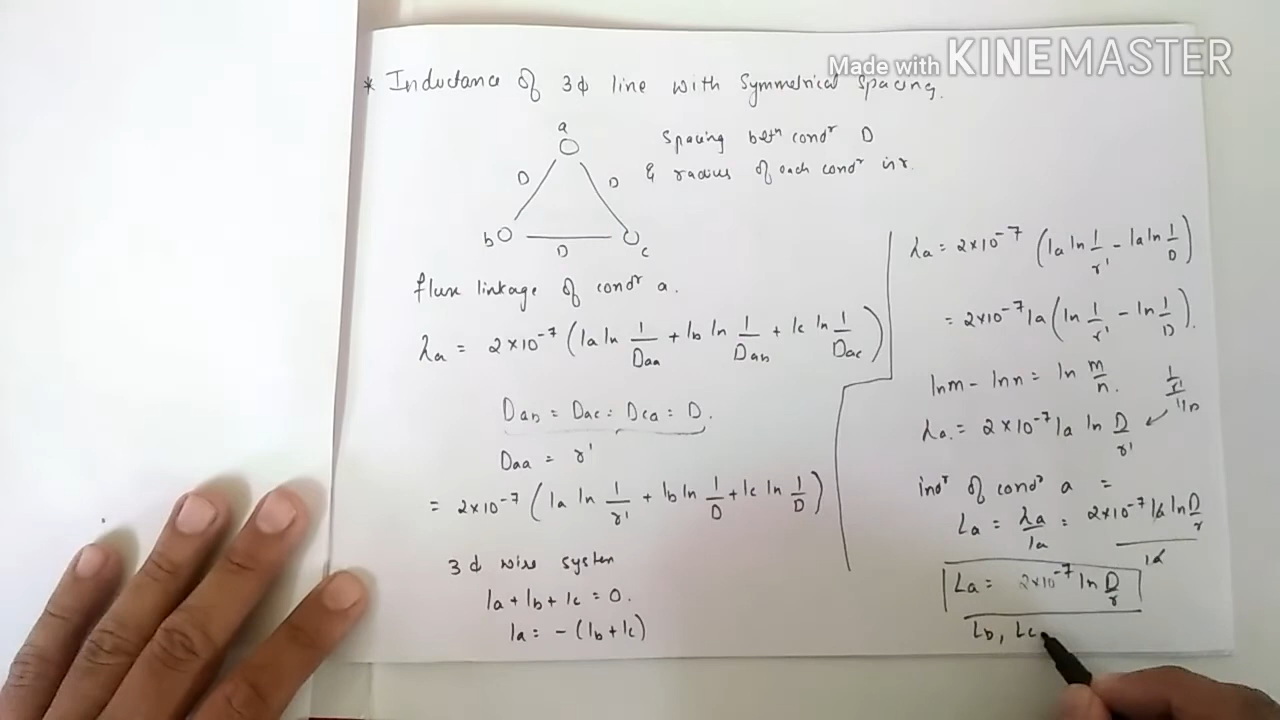 Made with KINEMASTER
* Inductance of 3ϕ line with Symmetrical Spacing.
a
Spacing betn condr D
D
D
& radius of each cond r is r.
b
c
D
flux linkage of condr a.
λa = 2×10⁻⁷ (Ia ln 1/Daa + Ib ln 1/Dab + Ic ln 1/Dac)
Dab = Dac = Dca = D.
Daa = r'
= 2×10⁻⁷ (Ia ln 1/r' + Ib ln 1/D + Ic ln 1/D)
3ϕ wire system
Ia + Ib + Ic = 0.
Ia = -(Ib + Ic)
λa = 2×10⁻⁷ (Ia ln 1/r' - Ia ln 1/D)
= 2×10⁻⁷ Ia (ln 1/r' - ln 1/D).
lnm - lnn = ln m/n.
1/r'
1/D
λa = 2×10⁻⁷ Ia ln D/r'
indr of condr a =
La = λa/Ia = 2×10⁻⁷ Ia ln D/r
Ia
La = 2×10⁻⁷ ln D/r
Lb, Lc